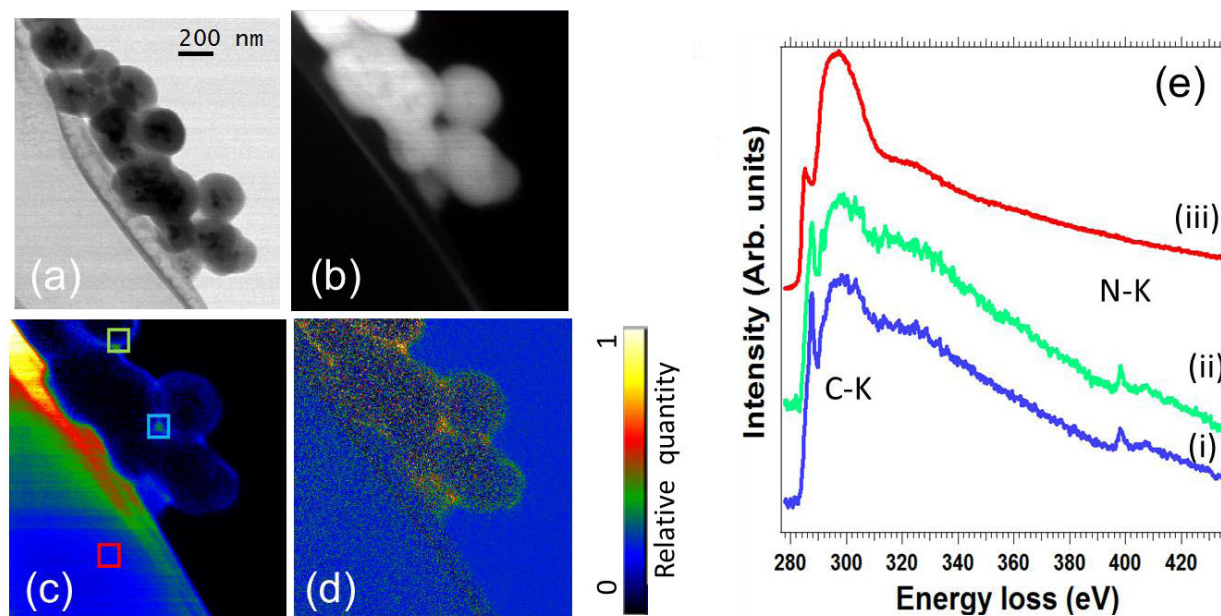 200 nm
(a)
(b)
(c)
(d)
1
Relative quantity
0
(e)
(iii)
N-K
(ii)
C-K
(i)
Intensity (Arb. units)
280 300 320 340 360 380 400 420
Energy loss (eV)